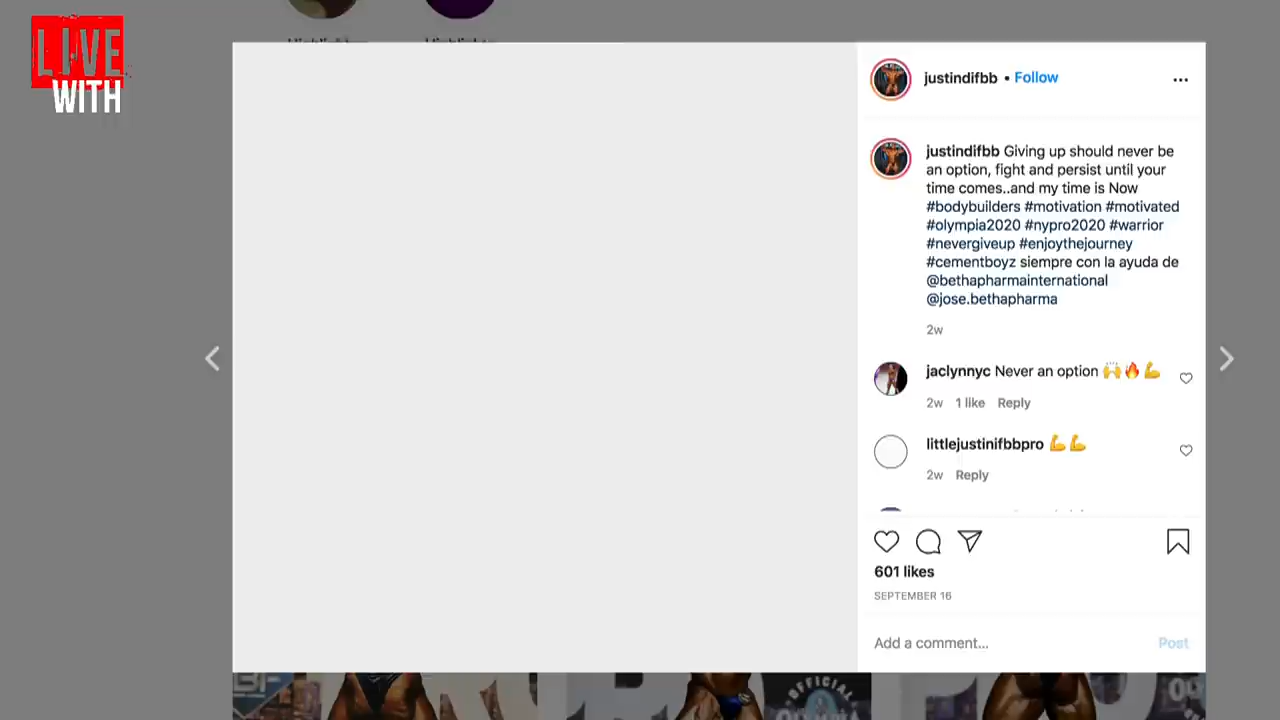 LIVE
WITH
justindifbb • Follow
justindifbb Giving up should never be
an option, fight and persist until your
time comes..and my time is Now
#bodybuilders #motivation #motivated
#olympia2020 #nypro2020 #warrior
#nevergiveup #enjoythejourney
#cementboyz siempre con la ayuda de
@bethapharmainternational
@jose.bethapharma
2w
jaclynnyc Never an option 🙌🔥💪
2w 1 like Reply
littlejustinifbbpro 💪💪
2w Reply
601 likes
SEPTEMBER 16
Add a comment... Post
OFFICIAL